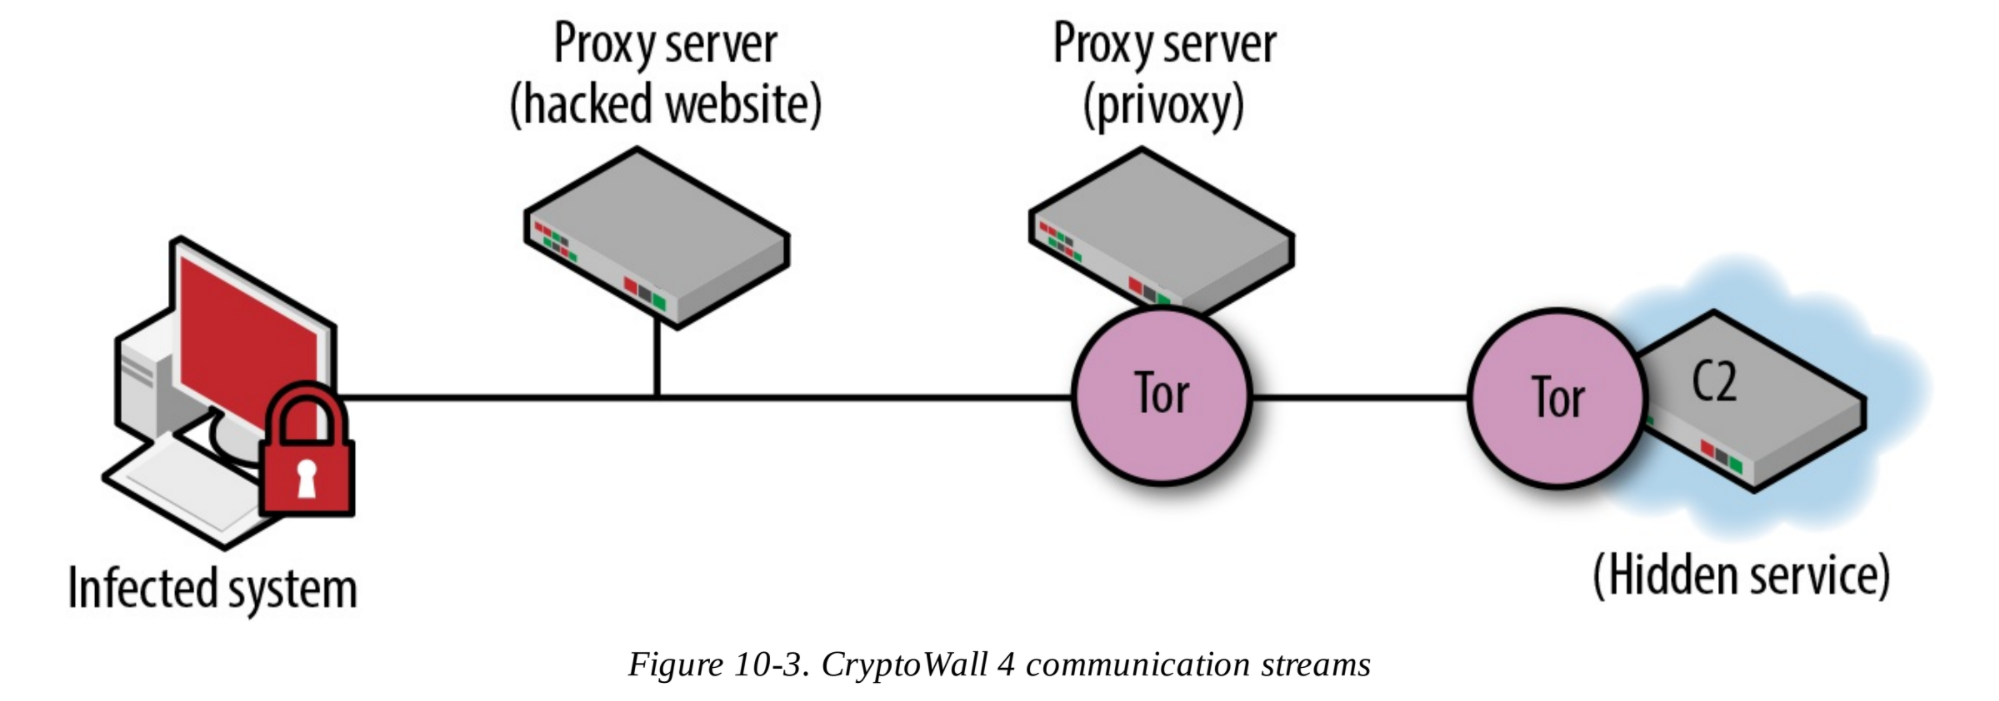 Proxy server
(hacked website)
Proxy server
(privoxy)
Tor
Tor
C2
Infected system
(Hidden service)
Figure 10-3. CryptoWall 4 communication streams